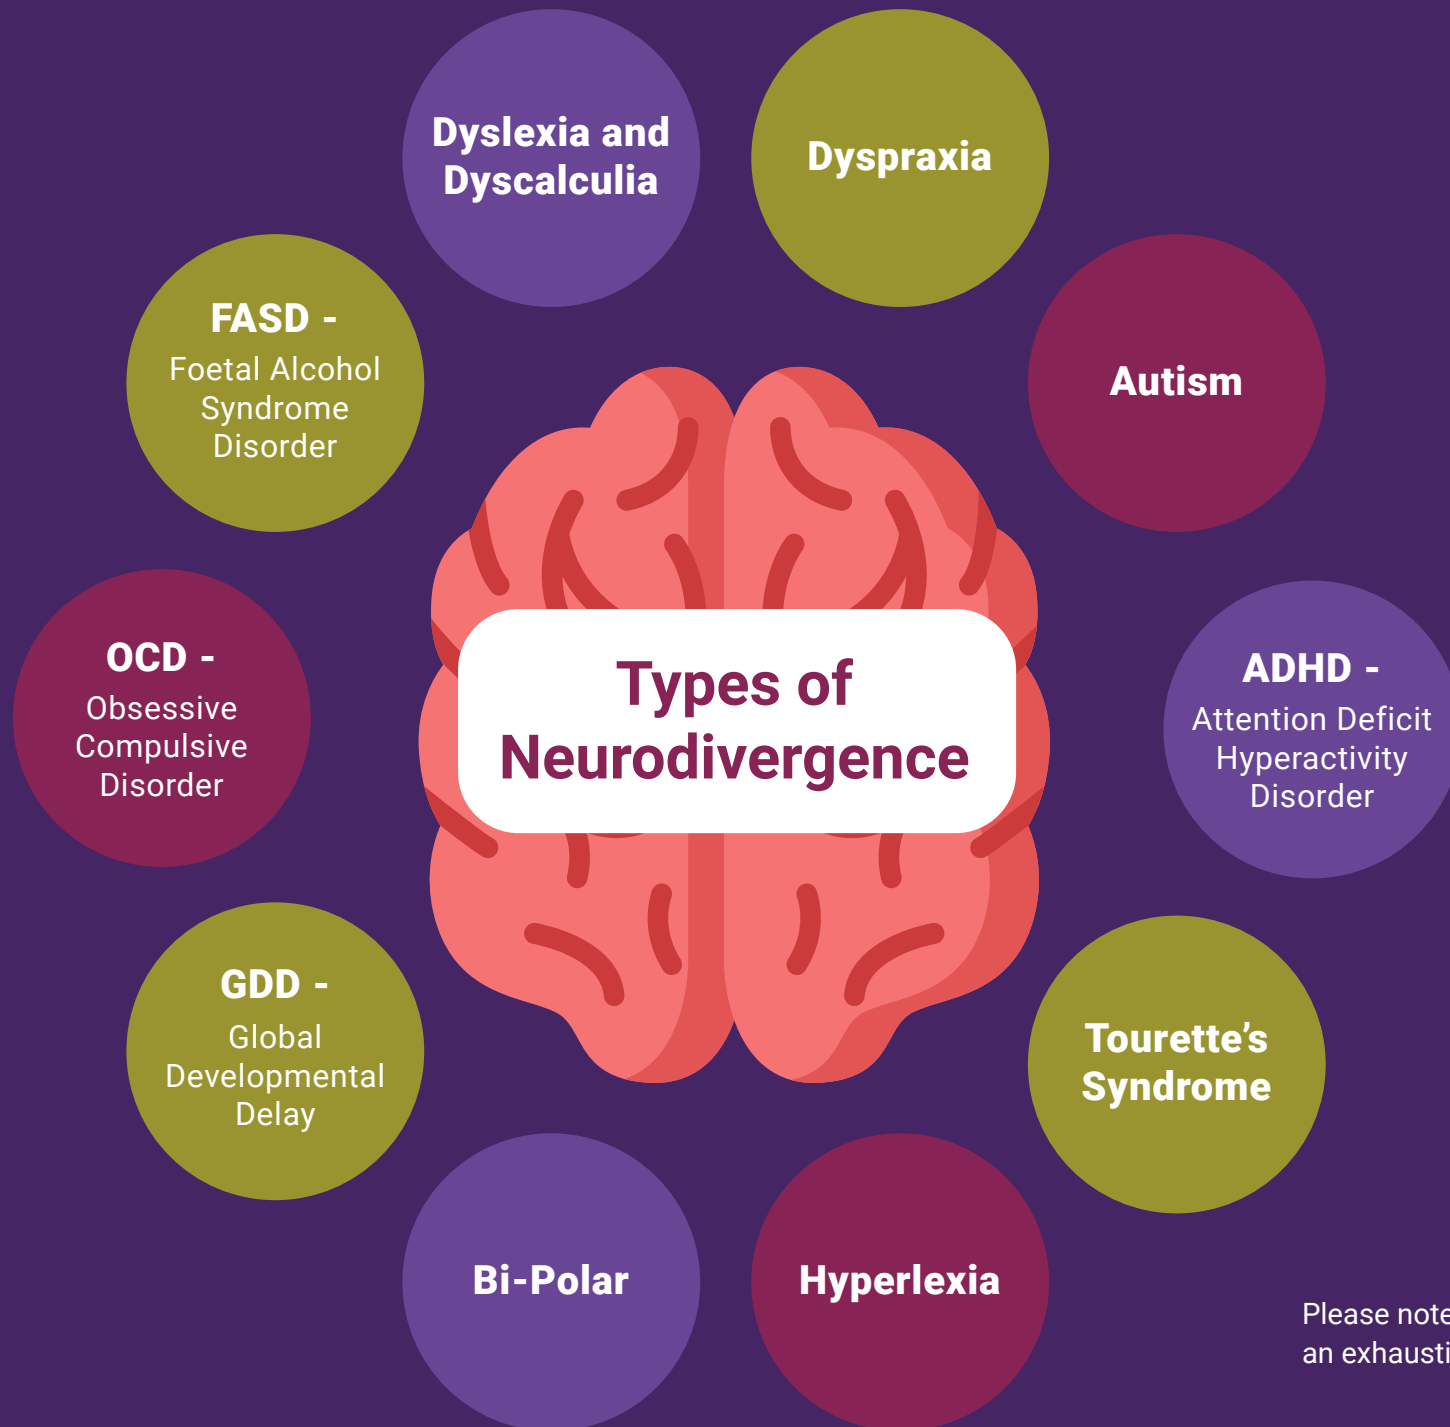 Dyslexia and
Dyscalculia
Dyspraxia
Autism
ADHD -
Attention Deficit
Hyperactivity
Disorder
Tourette’s
Syndrome
Hyperlexia
Bi-Polar
GDD -
Global
Developmental
Delay
OCD -
Obsessive
Compulsive
Disorder
FASD -
Foetal Alcohol
Syndrome
Disorder
Types of
Neurodivergence
Please note
an